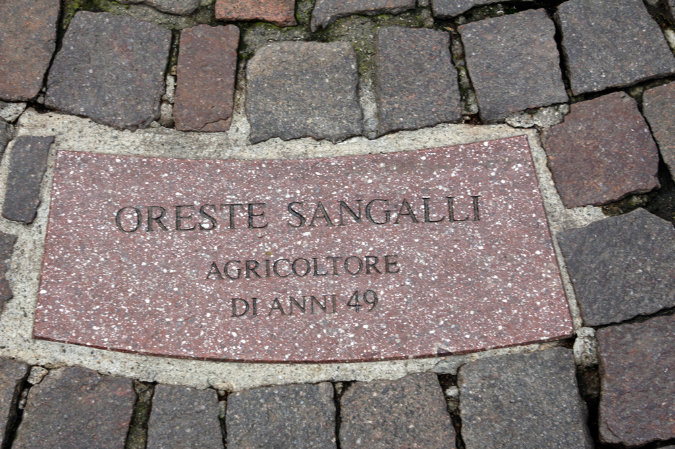 ORESTE SANGALLI
AGRICOLTORE
DI ANNI 49